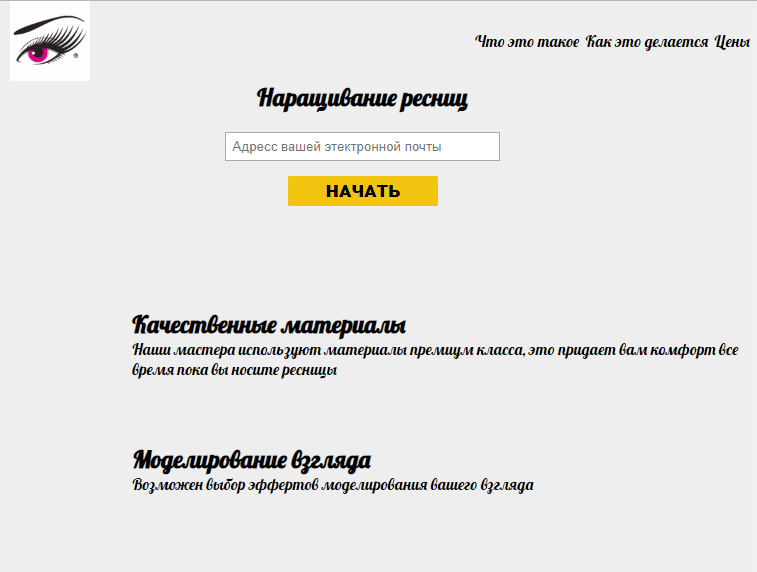 Что это такое Как это делается Цены
Наращивание ресниц
Адресс вашей этектронной почты
НАЧАТЬ
Качественные материалы
Наши мастера используют материалы премиум класса, это придает вам комфорт все
время пока вы носите ресницы
Моделирование взгляда
Возможен выбор эффертов моделирования вашего взгляда